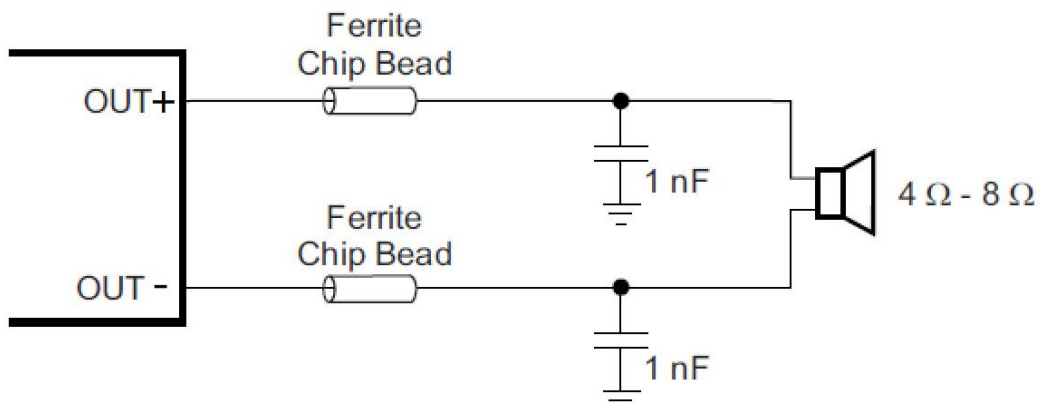 Ferrite
Chip Bead
OUT+
1 nF
4 Ω - 8 Ω
Ferrite
Chip Bead
OUT -
1 nF